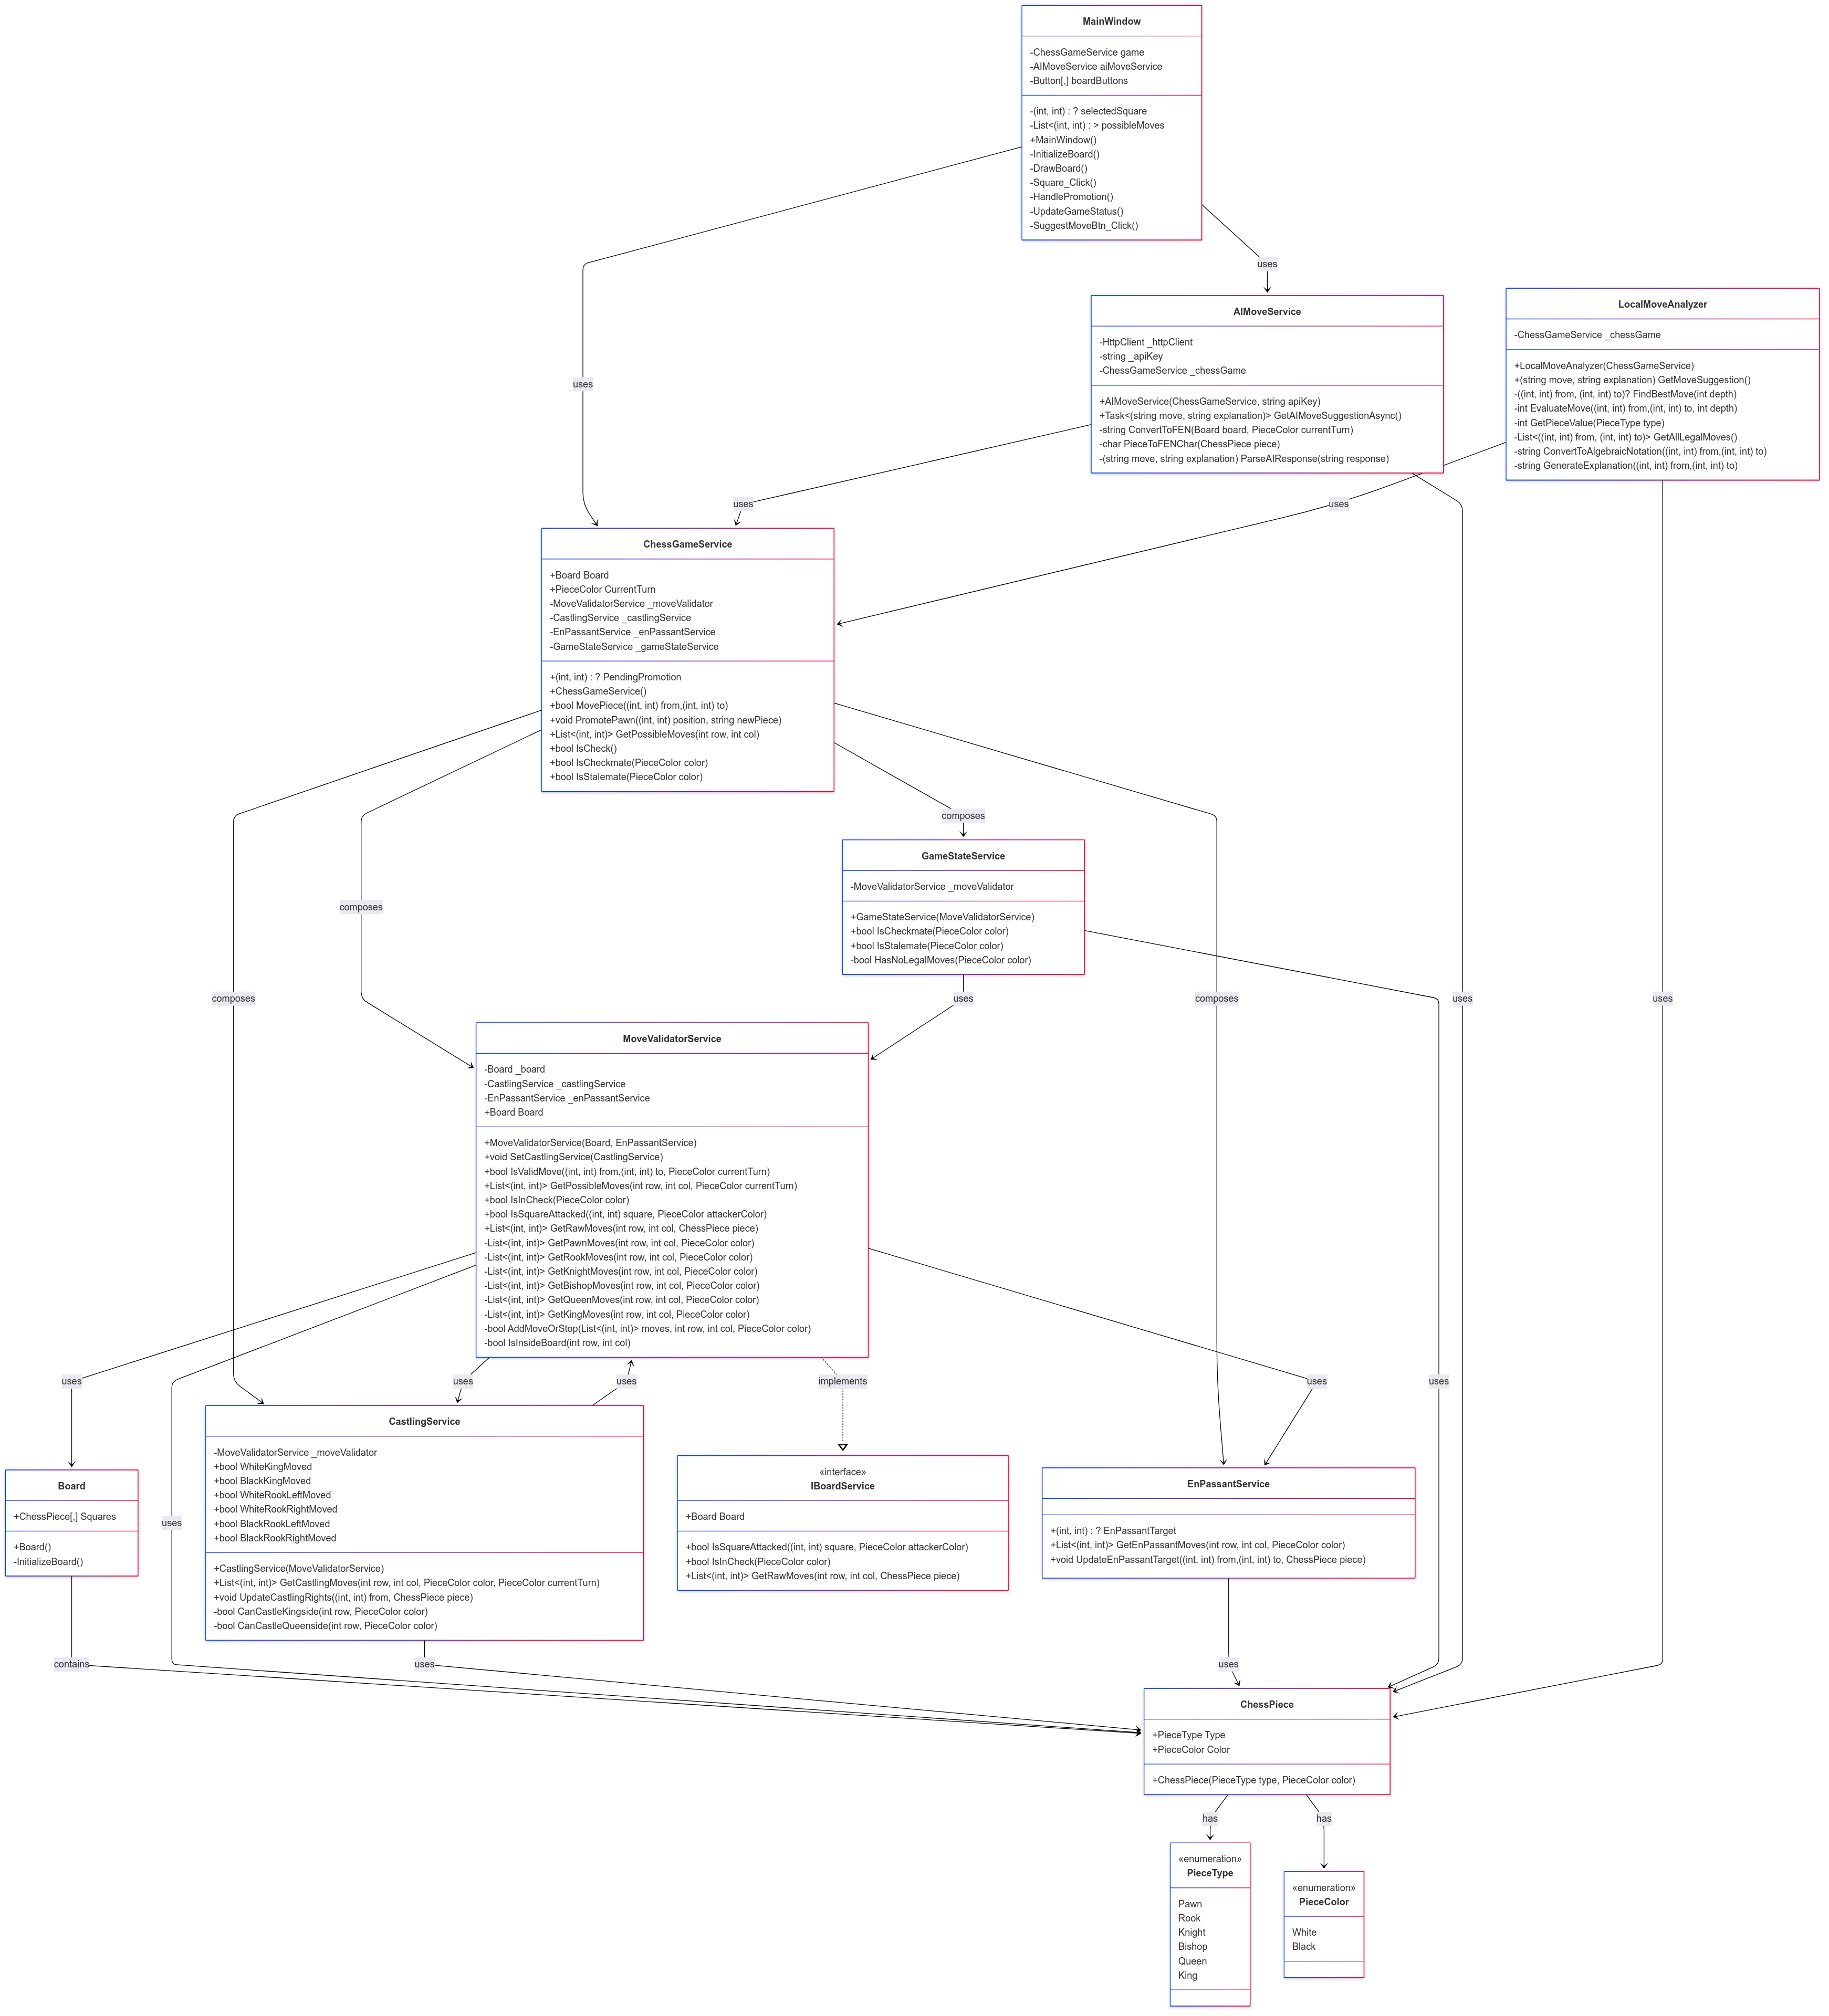 MainWindow
-ChessGameService game
-AIMoveService aiMoveService
-Button[,] boardButtons
-(int, int) : ? selectedSquare
-List<(int, int) : > possibleMoves
+MainWindow()
-InitializeBoard()
-DrawBoard()
-Square_Click()
-HandlePromotion()
-UpdateGameStatus()
-SuggestMoveBtn_Click()
uses
uses
AIMoveService
-HttpClient _httpClient
-string _apiKey
-ChessGameService _chessGame
+AIMoveService(ChessGameService, string apiKey)
+Task<(string move, string explanation)> GetAIMoveSuggestionAsync()
-string ConvertToFEN(Board board, PieceColor currentTurn)
-char PieceToFENChar(ChessPiece piece)
-(string move, string explanation) ParseAIResponse(string response)
LocalMoveAnalyzer
-ChessGameService _chessGame
+LocalMoveAnalyzer(ChessGameService)
+(string move, string explanation) GetMoveSuggestion()
-((int, int) from, (int, int) to)? FindBestMove(int depth)
-int EvaluateMove((int, int) from,(int, int) to, int depth)
-int GetPieceValue(PieceType type)
-List<((int, int) from, (int, int) to)> GetAllLegalMoves()
-string ConvertToAlgebraicNotation((int, int) from,(int, int) to)
-string GenerateExplanation((int, int) from,(int, int) to)
uses
uses
ChessGameService
+Board Board
+PieceColor CurrentTurn
-MoveValidatorService _moveValidator
-CastlingService _castlingService
-EnPassantService _enPassantService
-GameStateService _gameStateService
+(int, int) : ? PendingPromotion
+ChessGameService()
+bool MovePiece((int, int) from,(int, int) to)
+void PromotePawn((int, int) position, string newPiece)
+List<(int, int)> GetPossibleMoves(int row, int col)
+bool IsCheck()
+bool IsCheckmate(PieceColor color)
+bool IsStalemate(PieceColor color)
composes
GameStateService
-MoveValidatorService _moveValidator
+GameStateService(MoveValidatorService)
+bool IsCheckmate(PieceColor color)
+bool IsStalemate(PieceColor color)
-bool HasNoLegalMoves(PieceColor color)
composes
composes
uses
composes
uses
uses
MoveValidatorService
-Board _board
-CastlingService _castlingService
-EnPassantService _enPassantService
+Board Board
+MoveValidatorService(Board, EnPassantService)
+void SetCastlingService(CastlingService)
+bool IsValidMove((int, int) from,(int, int) to, PieceColor currentTurn)
+List<(int, int)> GetPossibleMoves(int row, int col, PieceColor currentTurn)
+bool IsInCheck(PieceColor color)
+bool IsSquareAttacked((int, int) square, PieceColor attackerColor)
+List<(int, int)> GetRawMoves(int row, int col, ChessPiece piece)
-List<(int, int)> GetPawnMoves(int row, int col, PieceColor color)
-List<(int, int)> GetRookMoves(int row, int col, PieceColor color)
-List<(int, int)> GetKnightMoves(int row, int col, PieceColor color)
-List<(int, int)> GetBishopMoves(int row, int col, PieceColor color)
-List<(int, int)> GetQueenMoves(int row, int col, PieceColor color)
-List<(int, int)> GetKingMoves(int row, int col, PieceColor color)
-bool AddMoveOrStop(List<(int, int)> moves, int row, int col, PieceColor color)
-bool IsInsideBoard(int row, int col)
uses
uses
uses
implements
uses
uses
Board
+ChessPiece[,] Squares
+Board()
-InitializeBoard()
uses
CastlingService
-MoveValidatorService _moveValidator
+bool WhiteKingMoved
+bool BlackKingMoved
+bool WhiteRookLeftMoved
+bool WhiteRookRightMoved
+bool BlackRookLeftMoved
+bool BlackRookRightMoved
+CastlingService(MoveValidatorService)
+List<(int, int)> GetCastlingMoves(int row, int col, PieceColor color, PieceColor currentTurn)
+void UpdateCastlingRights((int, int) from, ChessPiece piece)
-bool CanCastleKingside(int row, PieceColor color)
-bool CanCastleQueenside(int row, PieceColor color)
«interface»
IBoardService
+Board Board
+bool IsSquareAttacked((int, int) square, PieceColor attackerColor)
+bool IsInCheck(PieceColor color)
+List<(int, int)> GetRawMoves(int row, int col, ChessPiece piece)
EnPassantService
+(int, int) : ? EnPassantTarget
+List<(int, int)> GetEnPassantMoves(int row, int col, PieceColor color)
+void UpdateEnPassantTarget((int, int) from,(int, int) to, ChessPiece piece)
contains
uses
uses
ChessPiece
+PieceType Type
+PieceColor Color
+ChessPiece(PieceType type, PieceColor color)
has
has
«enumeration»
PieceType
Pawn
Rook
Knight
Bishop
Queen
King
«enumeration»
PieceColor
White
Black